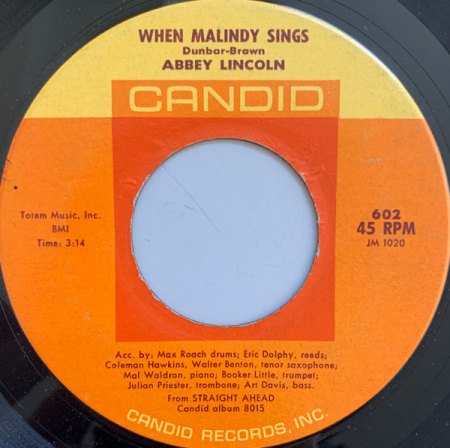 WHEN MALINDY SINGS
Dunbar-Brown
ABBEY LINCOLN
CANDID
Totem Music, Inc.
BMI
Time: 3:14
602
45 RPM
JM 1020
Acc. by: Max Roach drums; Eric Dolphy, reeds;
Coleman Hawkins, Walter Benton, tenor saxophone;
Mal Waldron, piano; Booker Little, trumpet;
Julian Priester, trombone; Art Davis, bass.
From STRAIGHT AHEAD
Candid album 8015
CANDID RECORDS, INC.